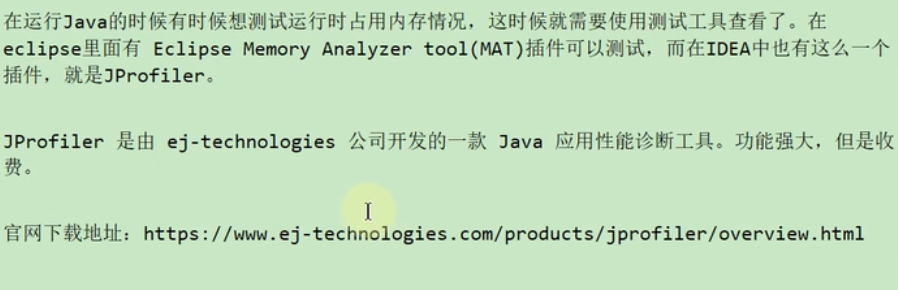 在运行Java的时候有时候想测试运行时占用内存情况，这时候就需要使用测试工具查看了。在
eclipse里面有 Eclipse Memory Analyzer tool(MAT)插件可以测试，而在IDEA中也有这么一个
插件，就是JProfiler。
JProfiler 是由 ej-technologies 公司开发的一款 Java 应用性能诊断工具。功能强大，但是收
费。
官网下载地址：https://www.ej-technologies.com/products/jprofiler/overview.html